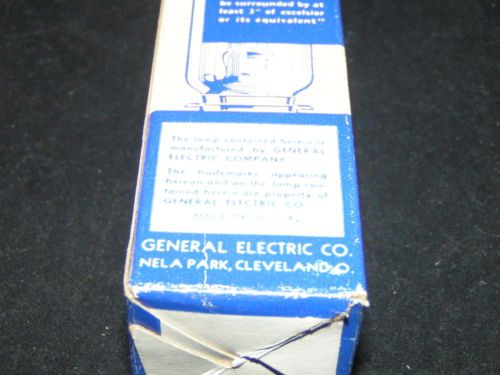 be surrounded by at
least 3" of excelsior
or its equivalent"
The lamp contained herein is
manufactured by GENERAL
ELECTRIC COMPANY
The trademarks appearing
hereon and on the lamp con-
tained herein are property of
GENERAL ELECTRIC CO.
MADE IN U. S. A.
GENERAL ELECTRIC CO.
NELA PARK, CLEVELAND, O.